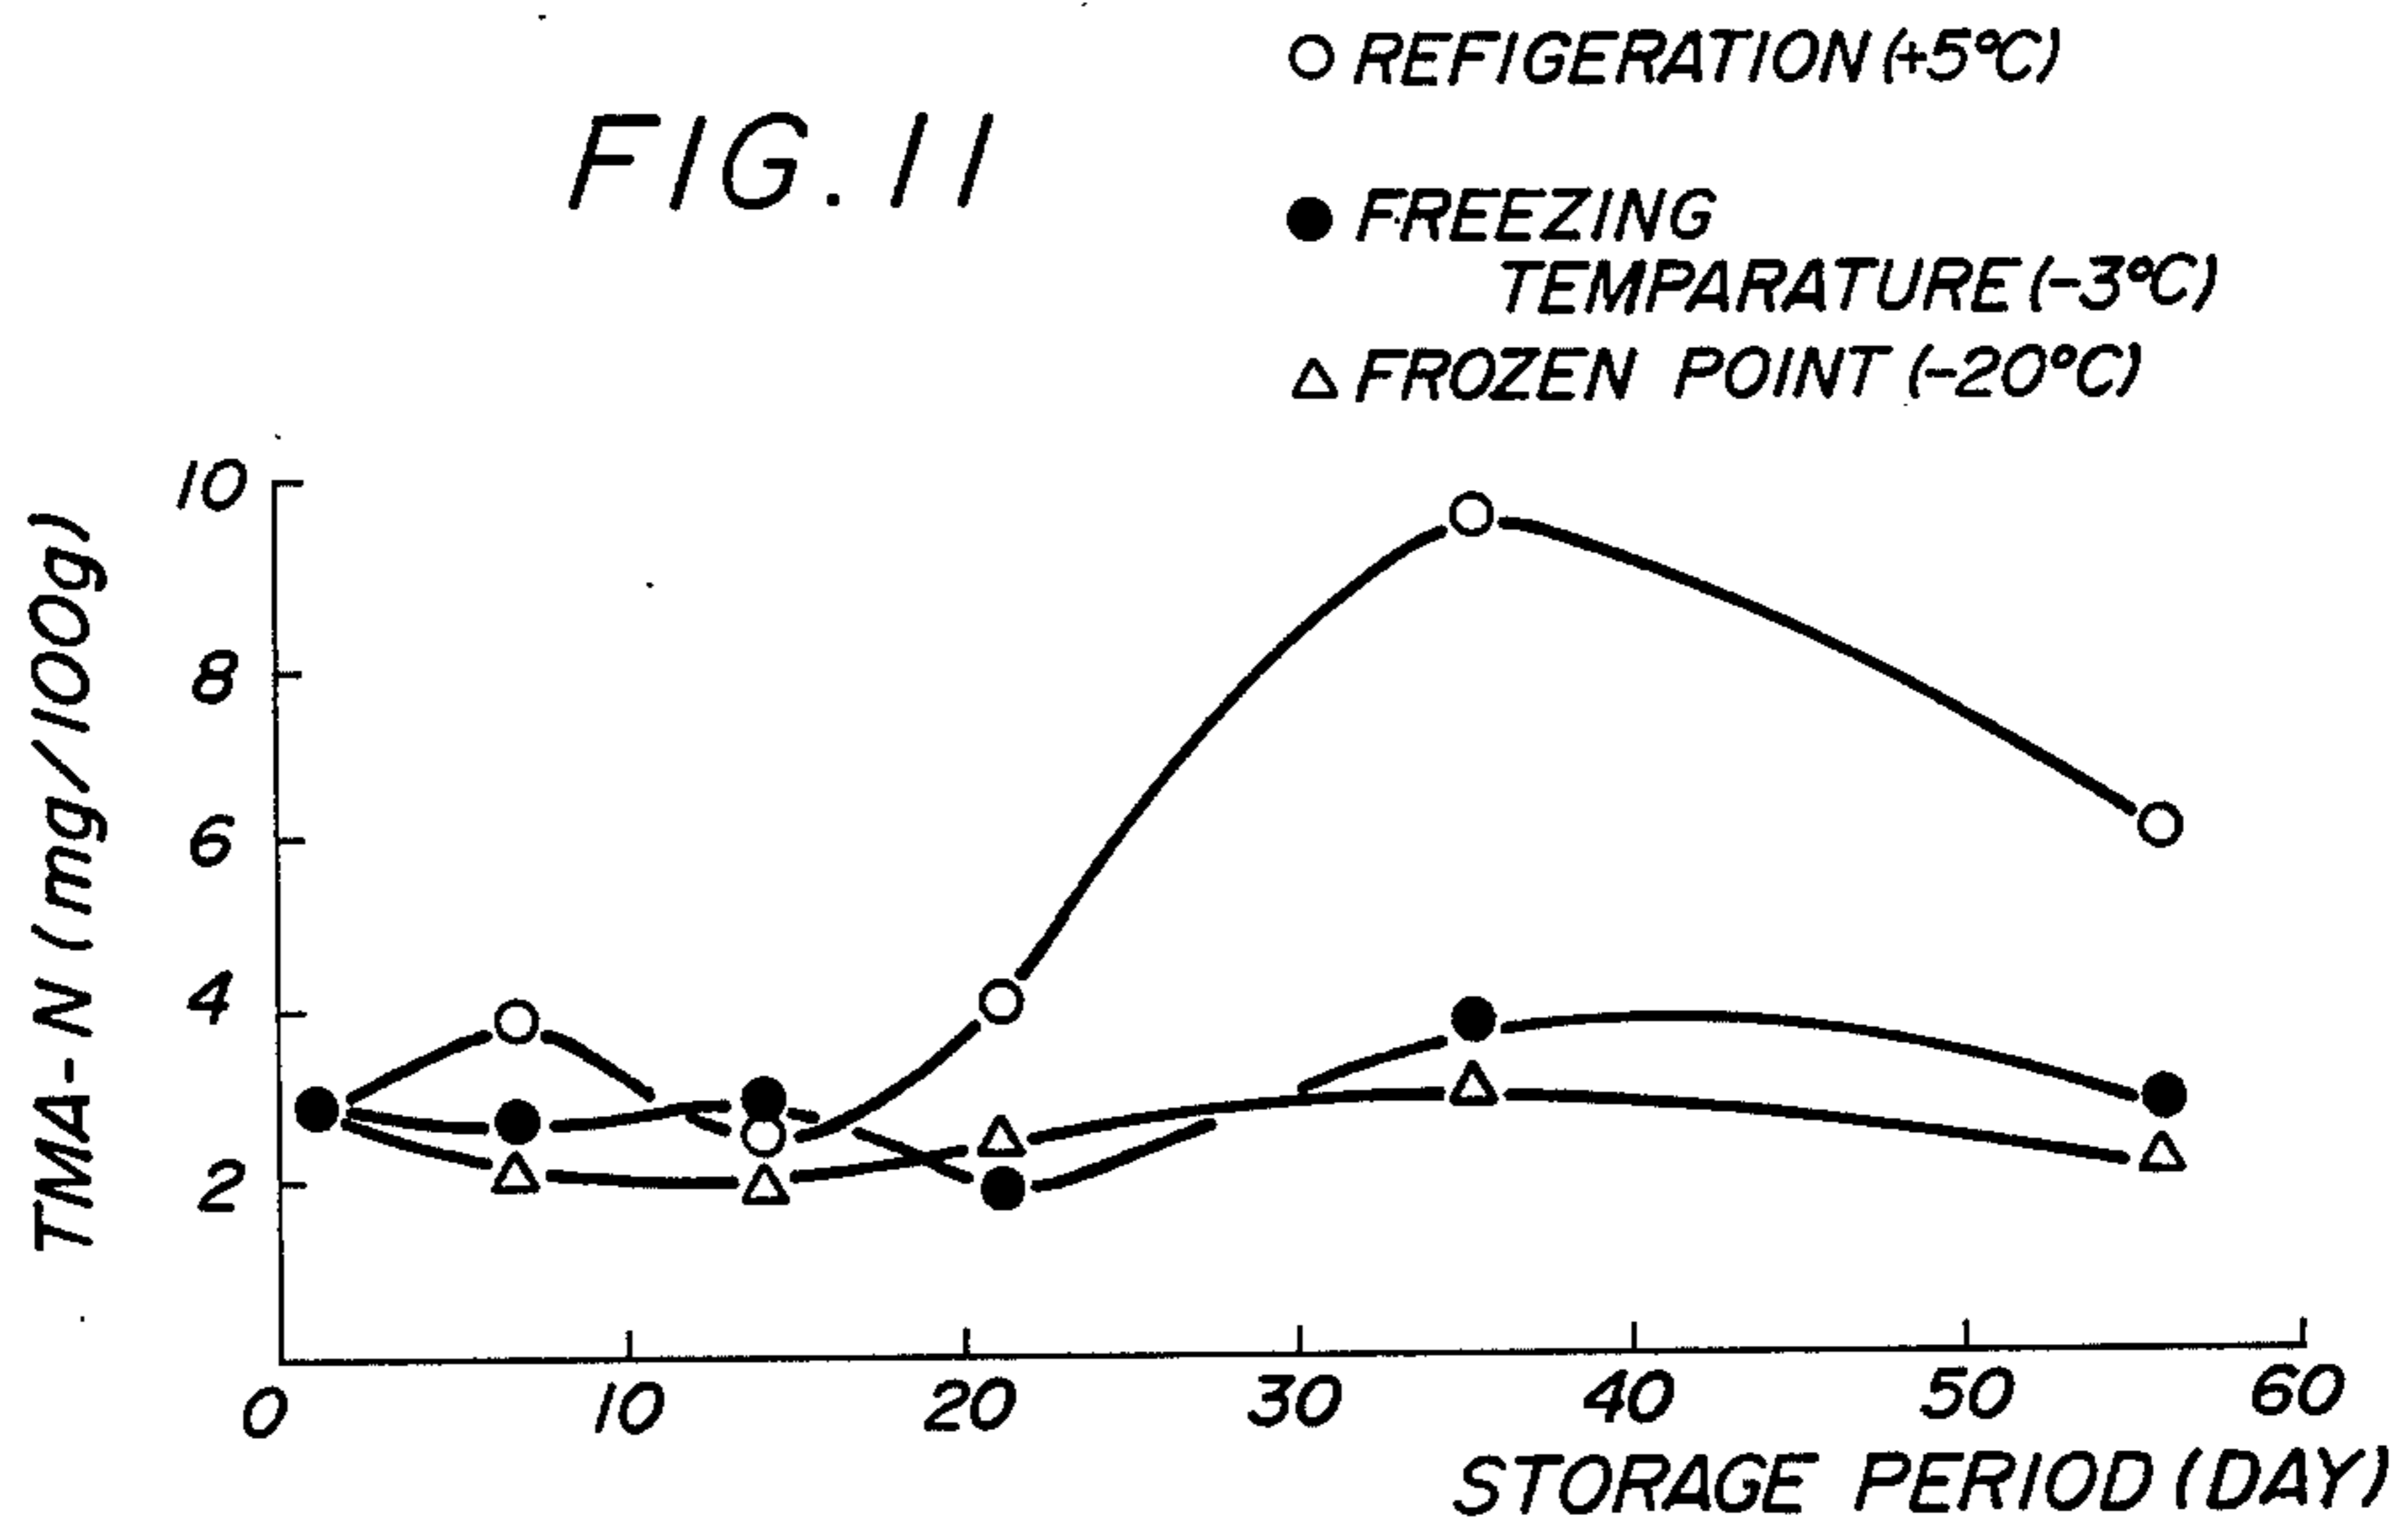 ○ REFIGERATION (+5°C)
FIG. 11
● FREEZING
TEMPARATURE (-3°C)
△ FROZEN POINT (-20°C)
TMA-N (mg/100g)
10
8
6
4
2
0 10 20 30 40 50 60
STORAGE PERIOD (DAY)